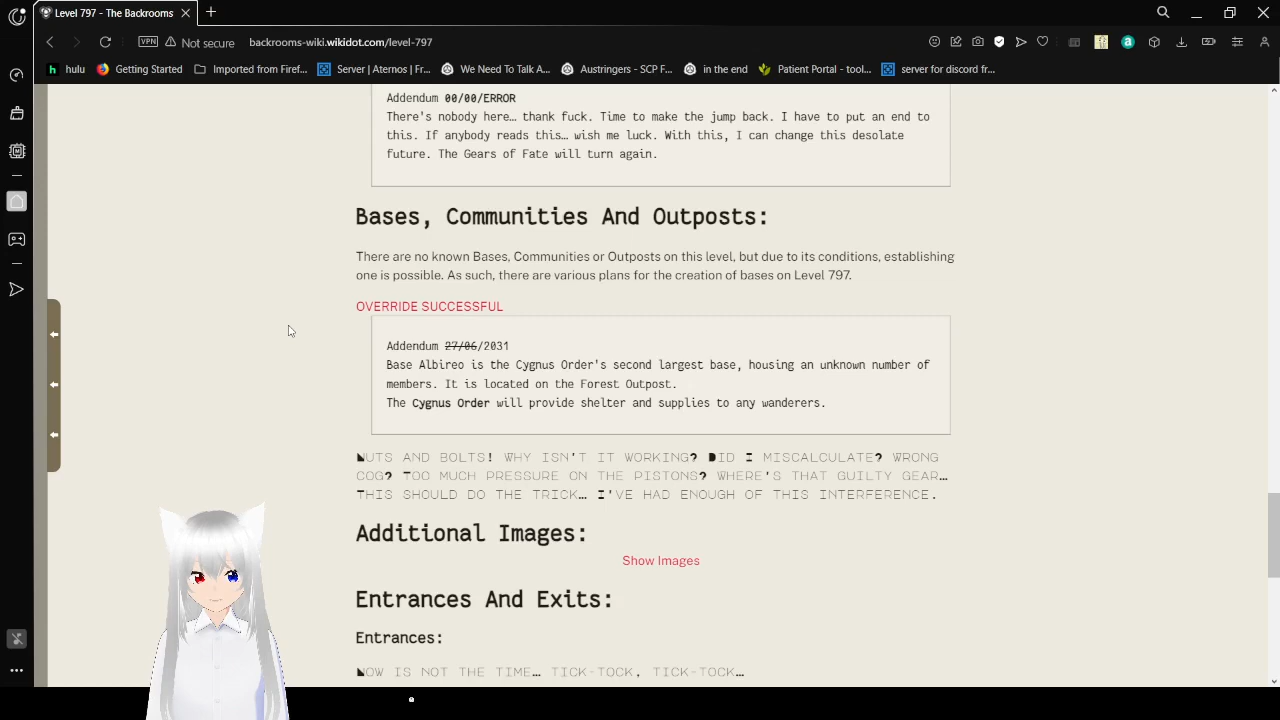 Level 797 - The Backrooms
VPN Not secure backrooms-wiki.wikidot.com/level-797
hulu Getting Started Imported from Firef... Server | Aternos | Fr... We Need To Talk A... Austringers - SCP F... in the end Patient Portal - tool... server for discord fr...
Addendum 00/00/ERROR
There's nobody here… thank fuck. Time to make the jump back. I have to put an end to
this. If anybody reads this… wish me luck. With this, I can change this desolate
future. The Gears of Fate will turn again.
Bases, Communities And Outposts:
There are no known Bases, Communities or Outposts on this level, but due to its conditions, establishing
one is possible. As such, there are various plans for the creation of bases on Level 797.
OVERRIDE SUCCESSFUL
Addendum 27/06/2031
Base Albireo is the Cygnus Order's second largest base, housing an unknown number of
members. It is located on the Forest Outpost.
The Cygnus Order will provide shelter and supplies to any wanderers.
NUTS AND BOLTS! WHY ISN'T IT WORKING? DID I MISCALCULATE? WRONG
COG? TOO MUCH PRESSURE ON THE PISTONS? WHERE'S THAT GUILTY GEAR…
THIS SHOULD DO THE TRICK… I'VE HAD ENOUGH OF THIS INTERFERENCE.
Additional Images:
Show Images
Entrances And Exits:
Entrances:
NOW IS NOT THE TIME… TICK-TOCK, TICK-TOCK…